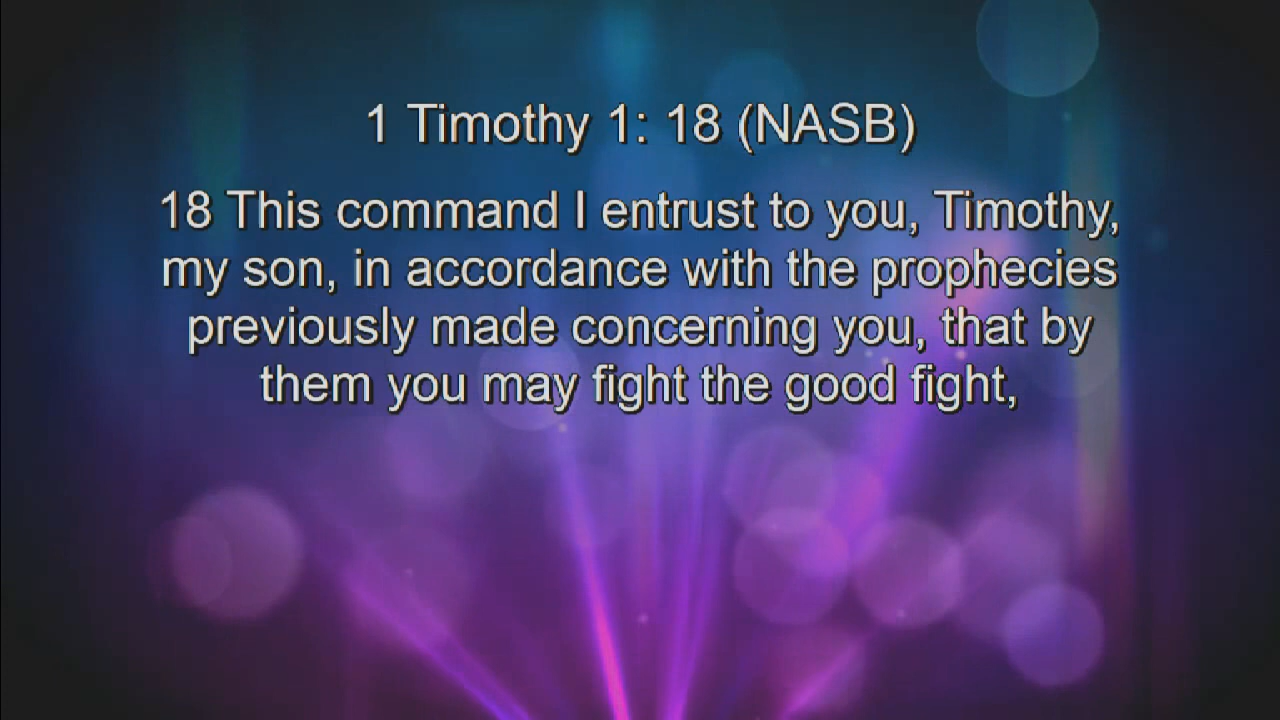 1 Timothy 1: 18 (NASB)
18 This command I entrust to you, Timothy,
my son, in accordance with the prophecies
previously made concerning you, that by
them you may fight the good fight,